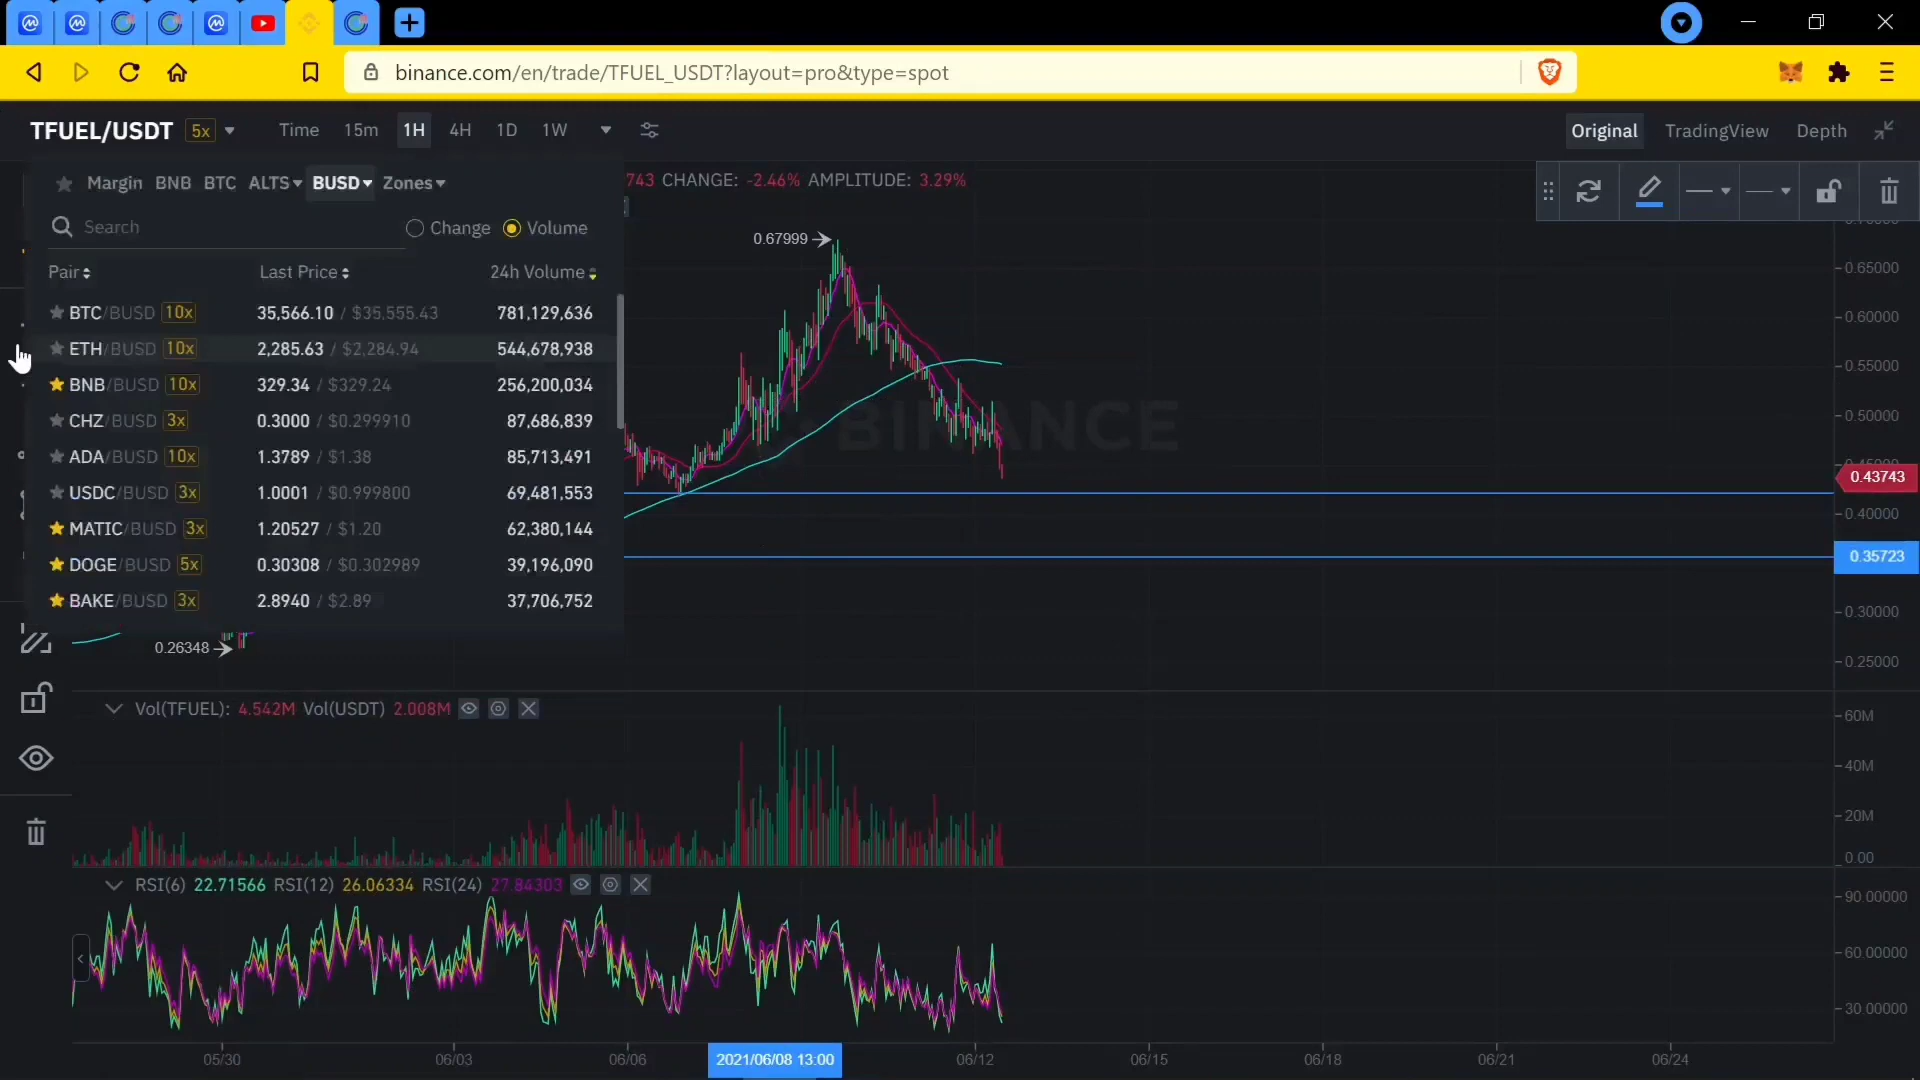 binance.com/en/trade/TFUEL_USDT?layout=pro&type=spot
TFUEL/USDT 5x Time 15m 1H 4H 1D 1W Original TradingView Depth
Margin BNB BTC ALTS BUSD Zones
743 CHANGE: -2.46% AMPLITUDE: 3.29%
Search Change Volume
Pair Last Price 24h Volume
BTC/BUSD 10x 35,566.10 / $35,555.43 781,129,636
ETH/BUSD 10x 2,285.63 / $2,284.94 544,678,938
BNB/BUSD 10x 329.34 / $329.24 256,200,034
CHZ/BUSD 3x 0.3000 / $0.299910 87,686,839
ADA/BUSD 10x 1.3789 / $1.38 85,713,491
USDC/BUSD 3x 1.0001 / $0.999800 69,481,553
MATIC/BUSD 3x 1.20527 / $1.20 62,380,144
DOGE/BUSD 5x 0.30308 / $0.302989 39,196,090
BAKE/BUSD 3x 2.8940 / $2.89 37,706,752
0.67999
BINANCE
0.26348
0.65000
0.60000
0.55000
0.50000
0.43743
0.40000
0.35723
0.30000
0.25000
Vol(TFUEL): 4.542M Vol(USDT) 2.008M
60M
40M
20M
0.00
RSI(6) 22.71566 RSI(12) 26.06334 RSI(24) 27.84303
90.00000
60.00000
30.00000
05/30 06/03 06/06 2021/06/08 13:00 06/12 06/15 06/18 06/21 06/24